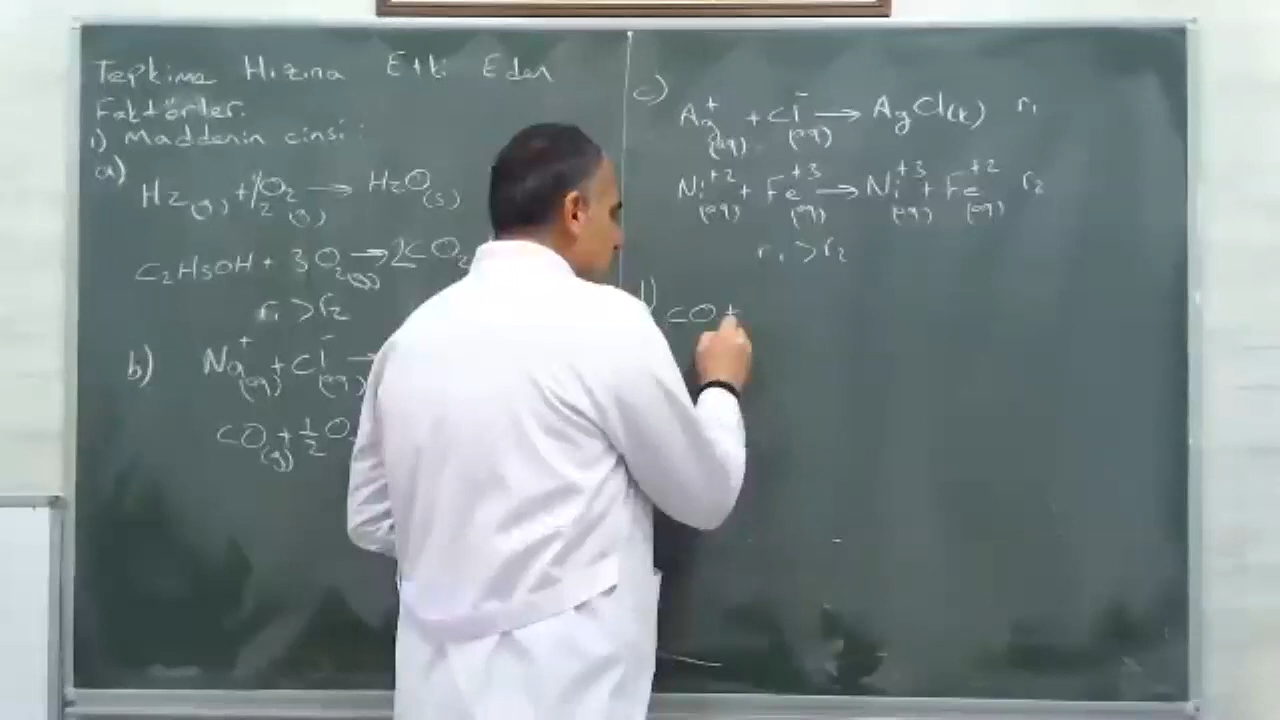 Tepkime Hızına Etki Eden
Faktörler.
1) Maddenin cinsi:
a)
H2(g) + 1/2 O2(g) → H2O(s)
C2H5OH + 3 O2(g) → 2CO2
r1 > r2
b) Na+(aq) + Cl-(aq) →
CO(g) + 1/2 O
c) Ag+(aq) + Cl-(aq) → AgCl(k) r1
Ni+2(aq) + Fe+3(aq) → Ni+3(aq) + Fe+2(aq) r2
r1 > r2
d) CO +